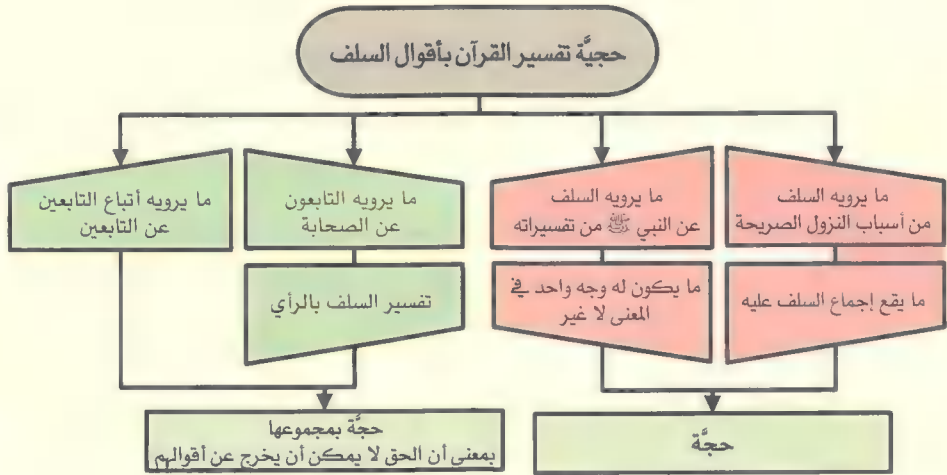 حجيَّة تفسير القرآن بأقوال السلف
ما يرويه السلف
من أسباب النزول الصريحة
ما يرويه السلف
عن النبي ﷺ من تفسيراته
ما يرويه التابعون
عن الصحابة
ما يرويه أتباع التابعين
عن التابعين
ما يقع إجماع السلف عليه
ما يكون له وجه واحد في
المعنى لا غير
تفسير السلف بالرأي
حجَّة
حجَّة بمجموعها
بمعنى أن الحق لا يمكن أن يخرج عن أقوالهم